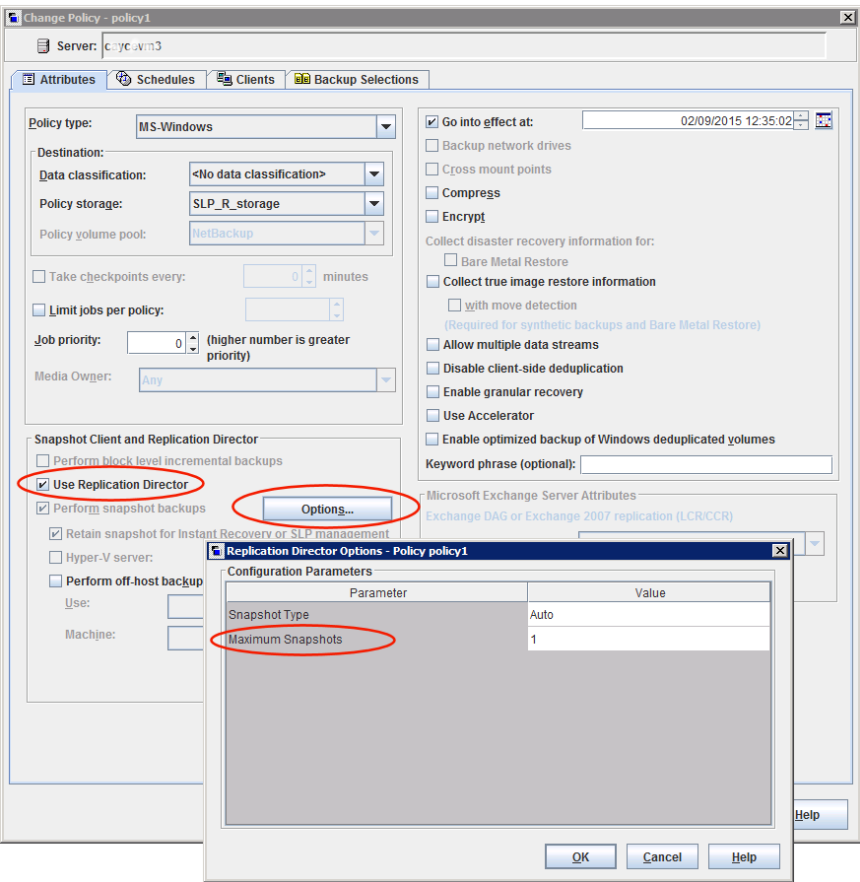 Change Policy - policy1
Server:
Attributes
Schedules
Clients
Backup Selections
Policy type: MS-Windows
Destination:
Data classification: <No data classification>
Policy storage: SLP_R_storage
Policy volume pool: NetBackup
Take checkpoints every: 0 minutes
Limit jobs per policy:
Job priority: 0 (higher number is greater
priority)
Media Owner: Any
Snapshot Client and Replication Director
Perform block level incremental backups
Use Replication Director
Perform snapshot backups Options...
Retain snapshot for Instant Recovery or SLP management
Hyper-V server:
Perform off-host backup
Use:
Machine:
Go into effect at: 02/09/2015 12:35:02
Backup network drives
Cross mount points
Compress
Encrypt
Collect disaster recovery information for:
Bare Metal Restore
Collect true image restore information
with move detection
(Required for synthetic backups and Bare Metal Restore)
Allow multiple data streams
Disable client-side deduplication
Enable granular recovery
Use Accelerator
Enable optimized backup of Windows deduplicated volumes
Keyword phrase (optional):
Microsoft Exchange Server Attributes
Exchange DAG or Exchange 2007 replication (LCR/CCR)
Help
Replication Director Options - Policy policy1
Configuration Parameters
Parameter Value
Snapshot Type Auto
Maximum Snapshots 1
OK Cancel Help